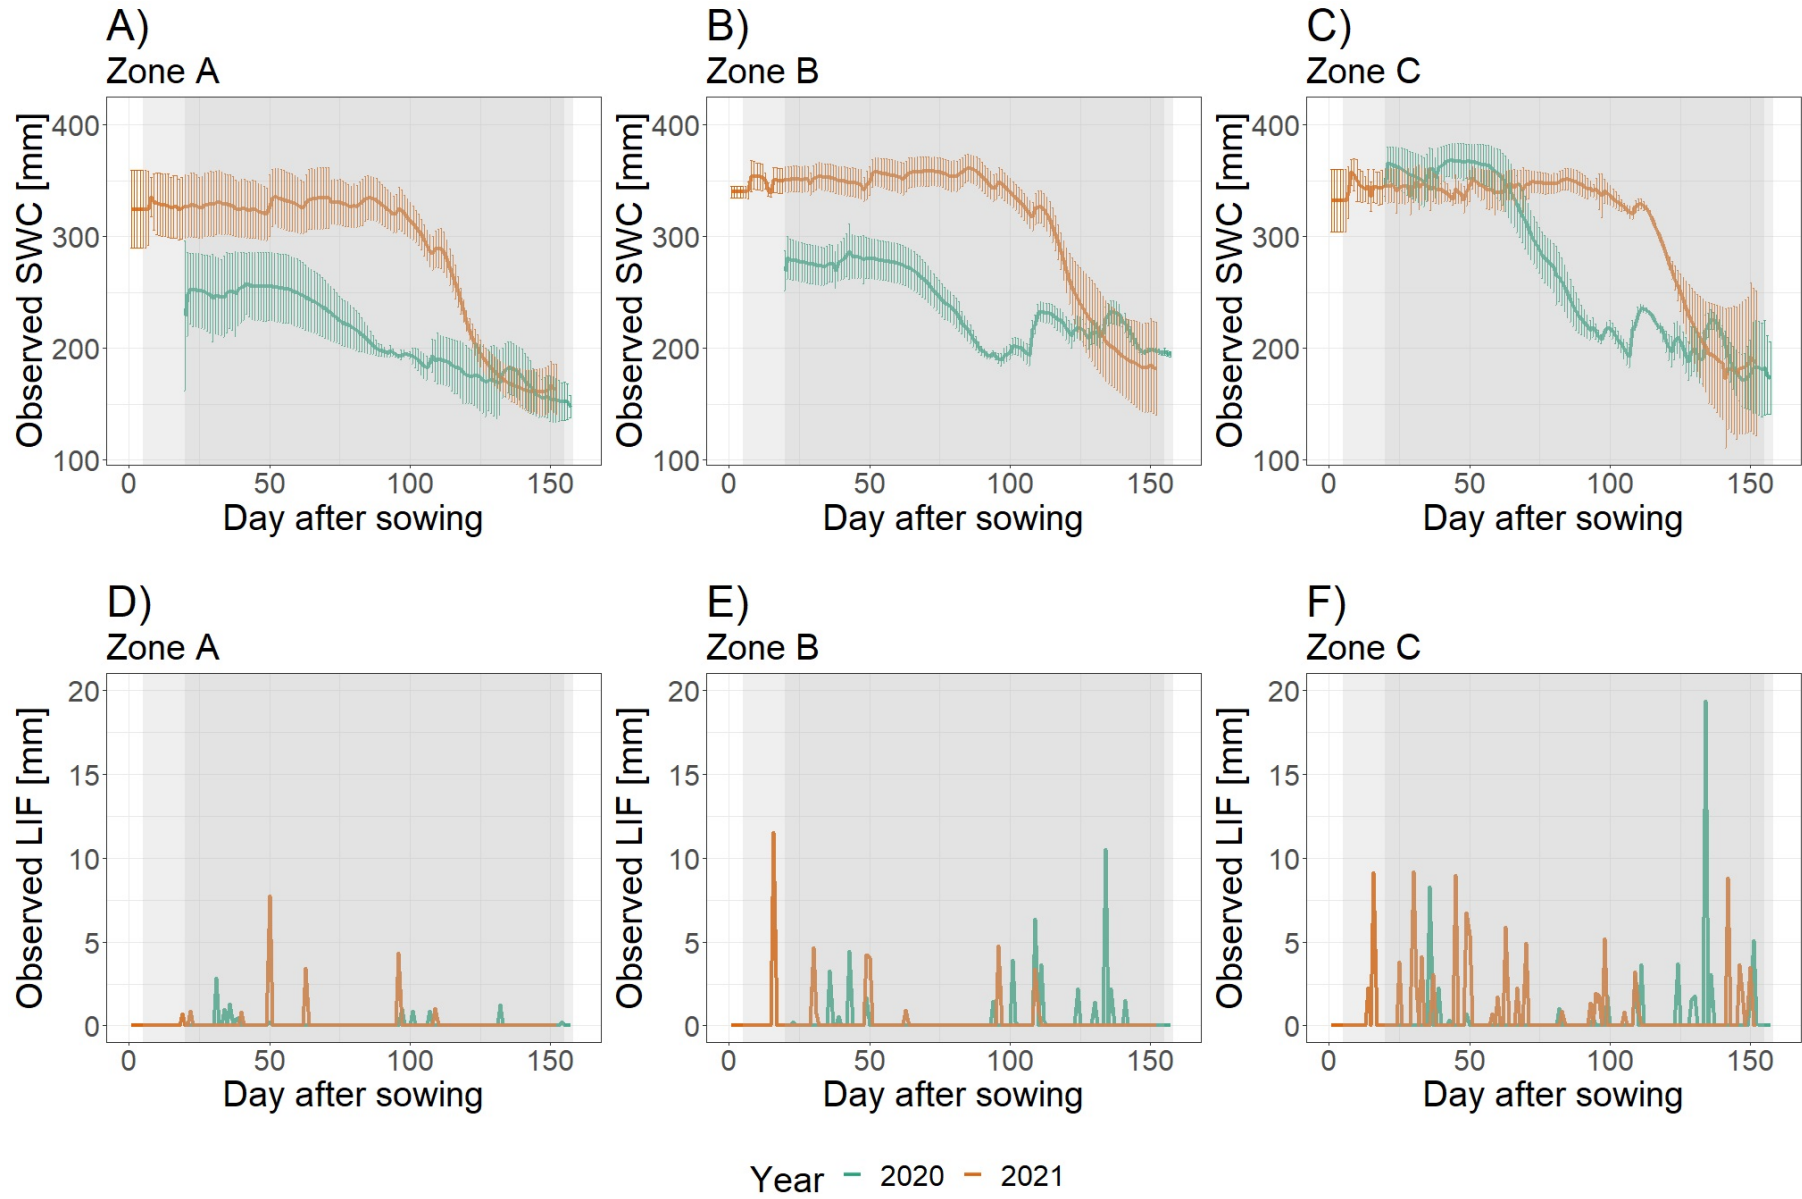 A)
Zone A
Observed SWC [mm]
400
300
200
100
0
50
100
150
Day after sowing
B)
Zone B
Observed SWC [mm]
400
300
200
100
0
50
100
150
Day after sowing
C)
Zone C
Observed SWC [mm]
400
300
200
100
0
50
100
150
Day after sowing
D)
Zone A
Observed LIF [mm]
20
15
10
5
0
0
50
100
150
Day after sowing
E)
Zone B
Observed LIF [mm]
20
15
10
5
0
0
50
100
150
Day after sowing
F)
Zone C
Observed LIF [mm]
20
15
10
5
0
0
50
100
150
Day after sowing
Year 2020 2021